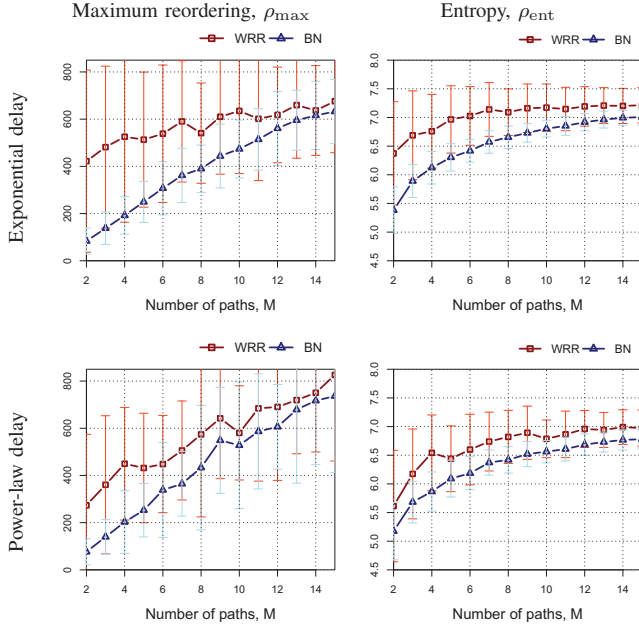 Maximum reordering, ρmax
Entropy, ρent
WRR BN
WRR BN
Exponential delay
0 200 400 600 800
4.5 5.0 5.5 6.0 6.5 7.0 7.5 8.0
2 4 6 8 10 12 14
2 4 6 8 10 12 14
Number of paths, M
Number of paths, M
WRR BN
WRR BN
Power-law delay
0 200 400 600 800
4.5 5.0 5.5 6.0 6.5 7.0 7.5 8.0
2 4 6 8 10 12 14
2 4 6 8 10 12 14
Number of paths, M
Number of paths, M